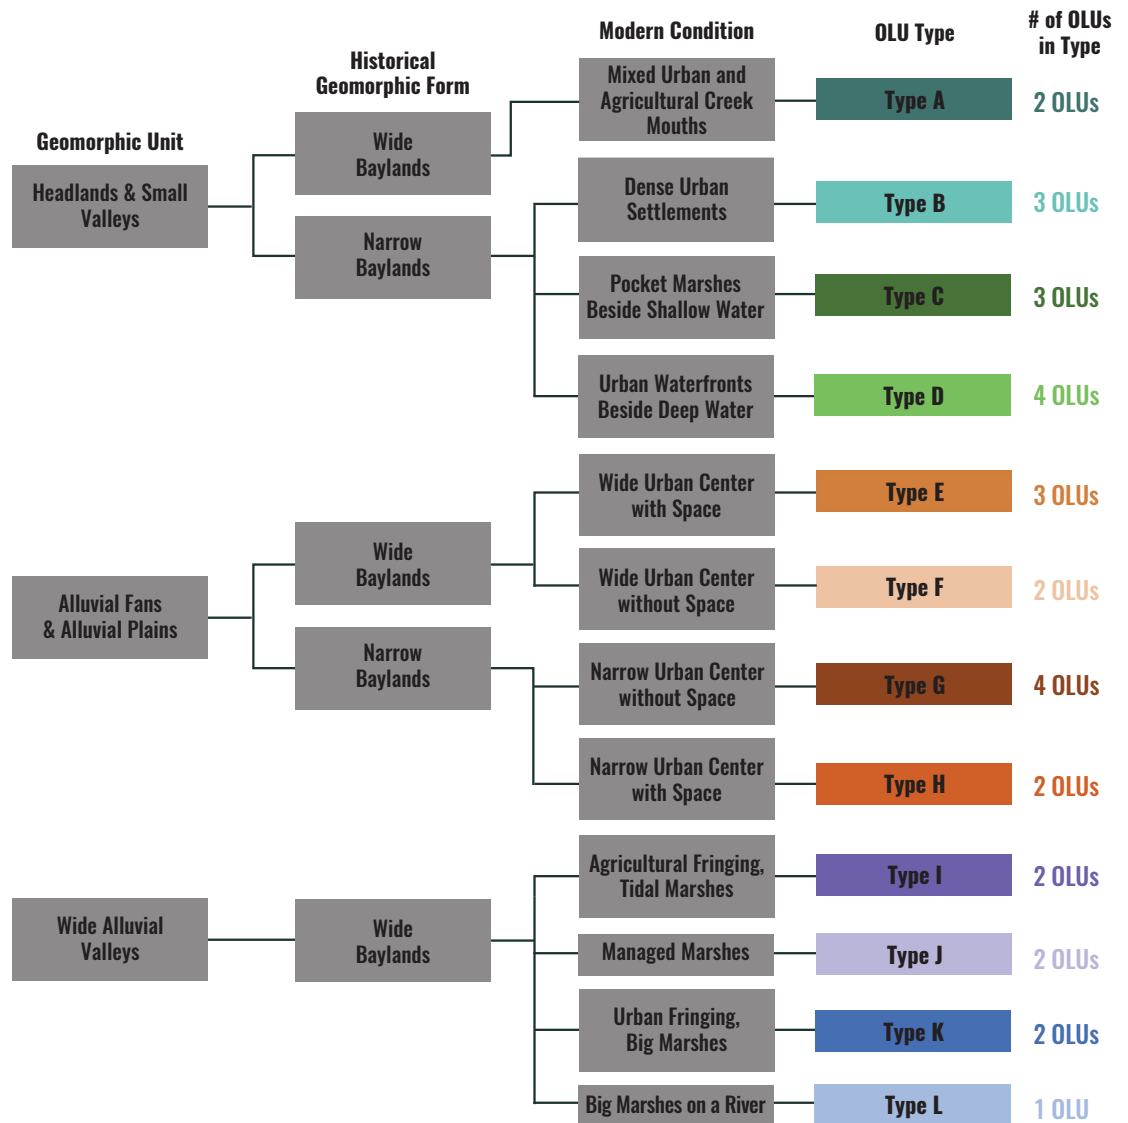 Geomorphic Unit
Historical
Geomorphic Form
Modern Condition
OLU Type
# of OLUs
in Type
Headlands & Small
Valleys
Wide
Baylands
Mixed Urban and
Agricultural Creek
Mouths
Type A
2 OLUs
Narrow
Baylands
Dense Urban
Settlements
Type B
3 OLUs
Pocket Marshes
Beside Shallow Water
Type C
3 OLUs
Urban Waterfronts
Beside Deep Water
Type D
4 OLUs
Alluvial Fans
& Alluvial Plains
Wide
Baylands
Wide Urban Center
with Space
Type E
3 OLUs
Wide Urban Center
without Space
Type F
2 OLUs
Narrow
Baylands
Narrow Urban Center
without Space
Type G
4 OLUs
Narrow Urban Center
with Space
Type H
2 OLUs
Wide Alluvial
Valleys
Wide
Baylands
Agricultural Fringing,
Tidal Marshes
Type I
2 OLUs
Managed Marshes
Type J
2 OLUs
Urban Fringing,
Big Marshes
Type K
2 OLUs
Big Marshes on a River
Type L
1 OLU